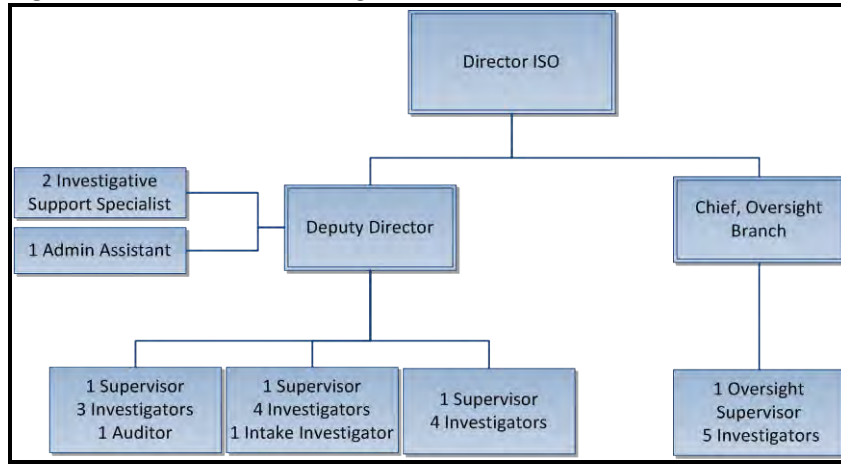 Director ISO
2 Investigative
Support Specialist
1 Admin Assistant
Deputy Director
Chief, Oversight
Branch
1 Supervisor
3 Investigators
1 Auditor
1 Supervisor
4 Investigators
1 Intake Investigator
1 Supervisor
4 Investigators
1 Oversight
Supervisor
5 Investigators